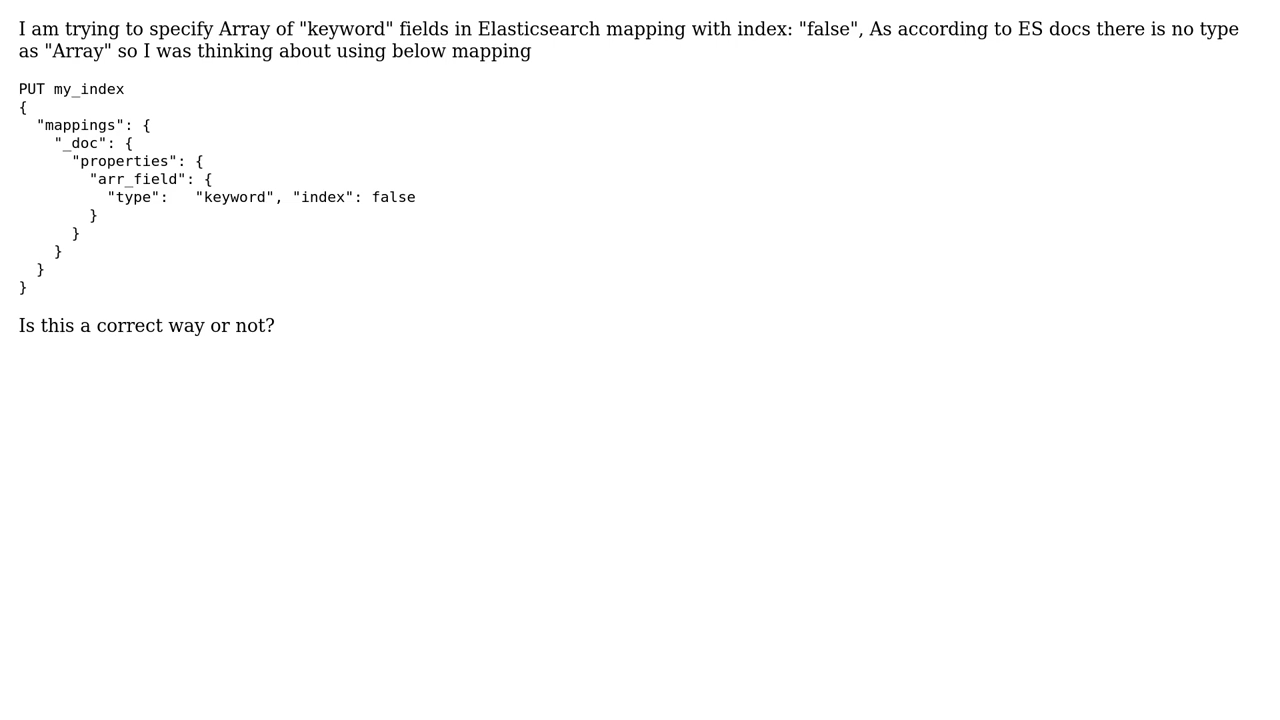 I am trying to specify Array of "keyword" fields in Elasticsearch mapping with index: "false", As according to ES docs there is no type
as "Array" so I was thinking about using below mapping
PUT my_index
{
  "mappings": {
    "_doc": {
      "properties": {
        "arr_field": {
          "type":   "keyword", "index": false
        }
      }
    }
  }
}
Is this a correct way or not?